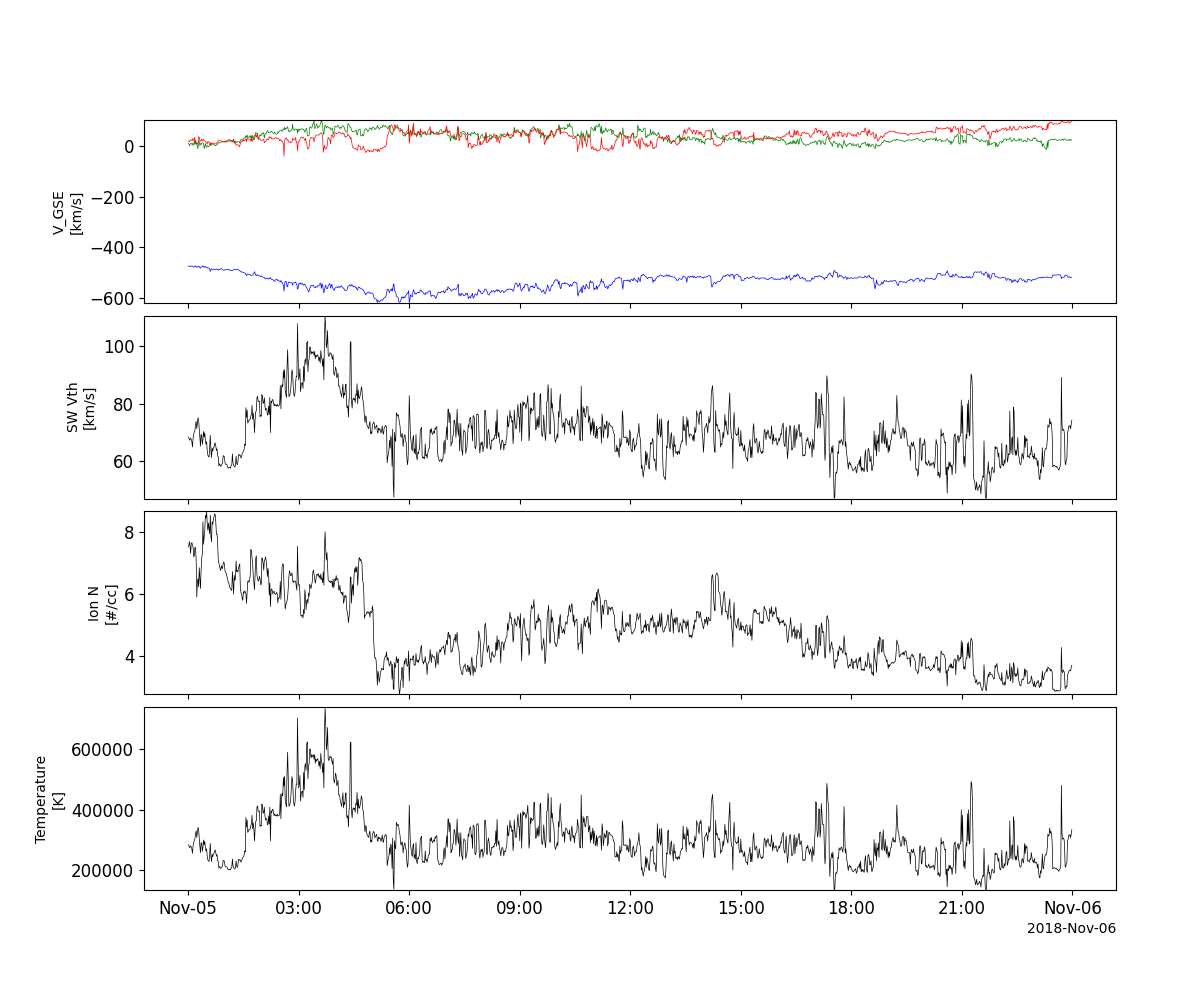 V_GSE
[km/s]
0
−200
−400
−600
SW Vth
[km/s]
100
80
60
Ion N
[#/cc]
8
6
4
Temperature
[K]
600000
400000
200000
Nov-05 03:00 06:00 09:00 12:00 15:00 18:00 21:00 Nov-06
2018-Nov-06